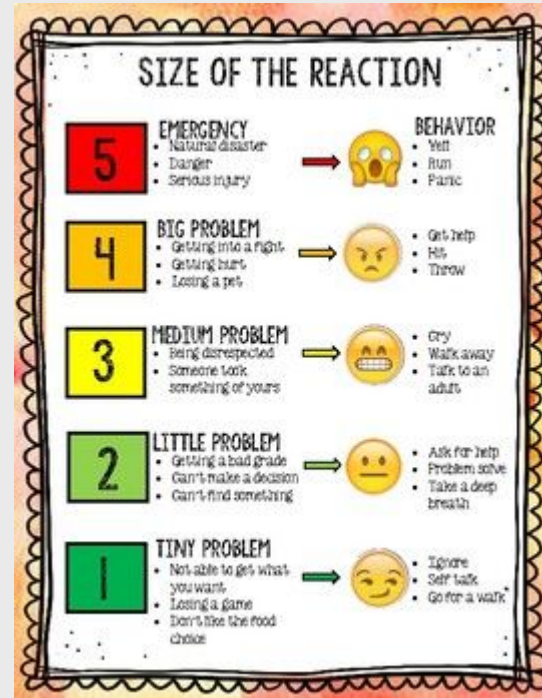 SIZE OF THE REACTION
5
EMERGENCY
• Natural disaster
• Danger
• Serious injury
BEHAVIOR
• Yell
• Run
• Panic
4
BIG PROBLEM
• Getting into a fight
• Getting hurt
• Losing a pet
• Get help
• Hit
• Throw
3
MEDIUM PROBLEM
• Being disrespected
• Someone took
something of yours
• Cry
• Walk away
• Talk to an
adult
2
LITTLE PROBLEM
• Getting a bad grade
• Can't make a decision
• Can't find something
• Ask for help
• Problem solve
• Take a deep
breath
1
TINY PROBLEM
• Not able to get what
you want
• Losing a game
• Don't like the food
choice
• Ignore
• Self talk
• Go for a walk